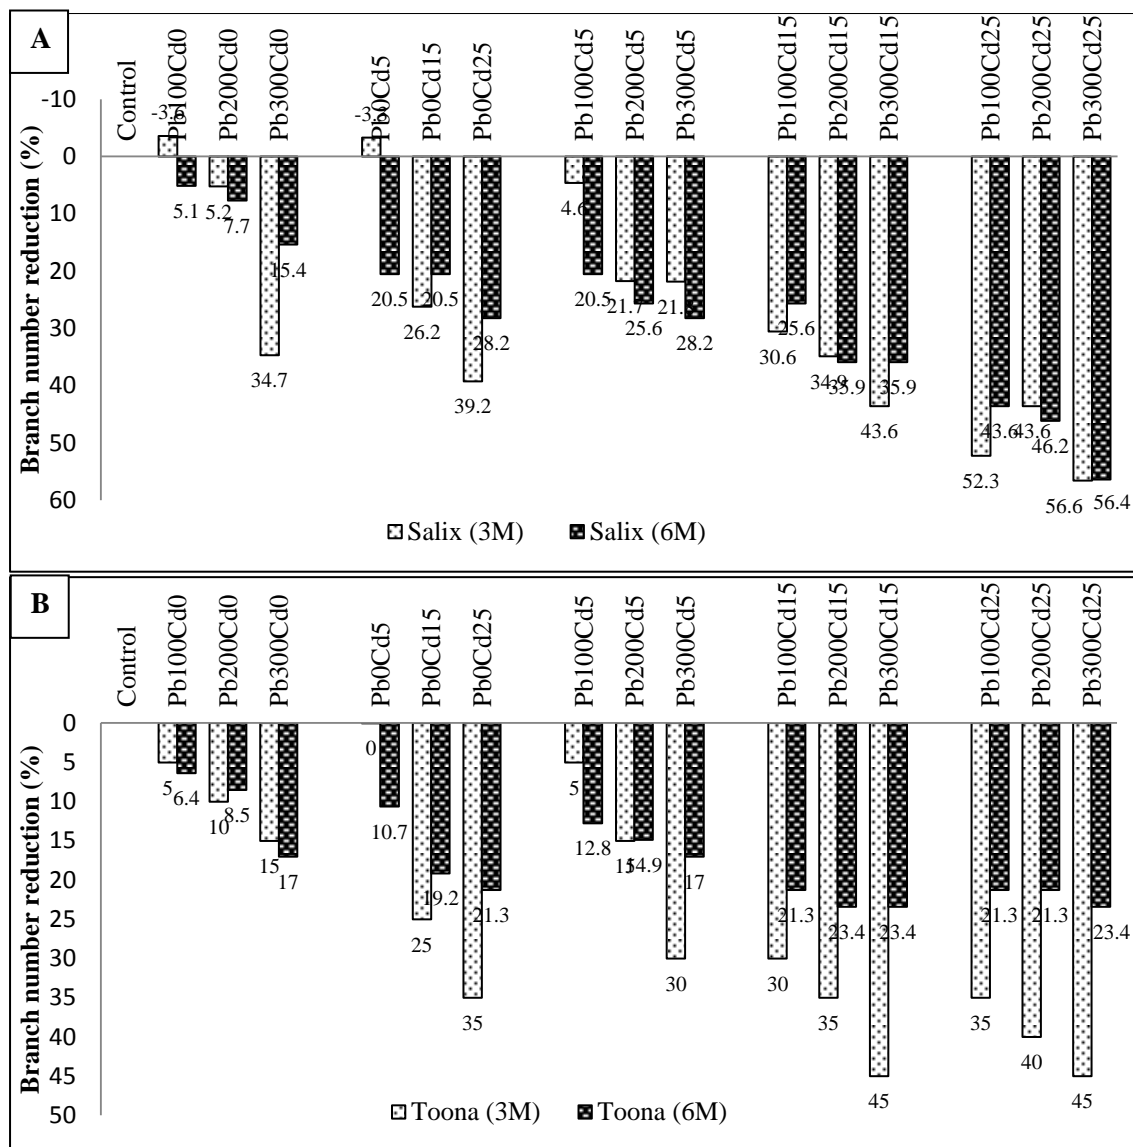 A
Control
Pb100Cd0
Pb200Cd0
Pb300Cd0
Pb0Cd5
Pb0Cd15
Pb0Cd25
Pb100Cd5
Pb200Cd5
Pb300Cd5
Pb100Cd15
Pb200Cd15
Pb300Cd15
Pb100Cd25
Pb200Cd25
Pb300Cd25
Branch number reduction (%)
-10
0
10
20
30
40
50
60
-3.6
5.1
5.2
7.7
34.7
15.4
-3.3
20.5
26.2
20.5
39.2
28.2
4.6
20.5
21.7
25.6
28.2
30.6
25.6
34.9
35.9
43.6
35.9
52.3
43.6
43.6
46.2
56.6
56.4
Salix (3M)
Salix (6M)
B
Control
Pb100Cd0
Pb200Cd0
Pb300Cd0
Pb0Cd5
Pb0Cd15
Pb0Cd25
Pb100Cd5
Pb200Cd5
Pb300Cd5
Pb100Cd15
Pb200Cd15
Pb300Cd15
Pb100Cd25
Pb200Cd25
Pb300Cd25
Branch number reduction (%)
0
5
10
15
20
25
30
35
40
45
50
5
6.4
10
8.5
15
17
0
10.7
25
19.2
35
21.3
5
12.8
15
14.9
30
17
30
21.3
35
23.4
45
23.4
35
21.3
40
21.3
45
23.4
Toona (3M)
Toona (6M)